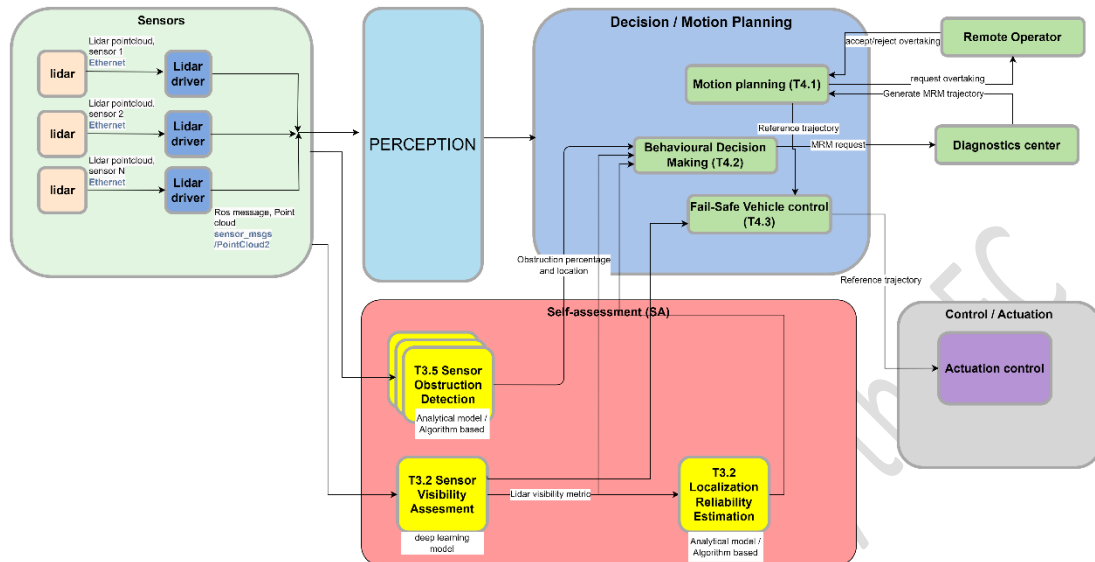 Sensors
Lidar pointcloud,
sensor 1
Ethernet
lidar
Lidar
driver
Lidar pointcloud,
sensor 2
Ethernet
lidar
Lidar
driver
Lidar pointcloud,
sensor N
Ethernet
lidar
Lidar
driver
Ros message, Point
cloud
sensor_msgs
/PointCloud2
PERCEPTION
Decision / Motion Planning
accept/reject overtaking
Remote Operator
Motion planning (T4.1)
request overtaking
Generate MRM trajectory
Reference trajectory
Behavioural Decision
Making (T4.2)
MRM request
Diagnostics center
Fail-Safe Vehicle control
(T4.3)
Obstruction percentage
and location
Reference trajectory
Self-assessment (SA)
T3.5 Sensor
Obstruction
Detection
Analytical model /
Algorithm based
T3.2 Sensor
Visibility
Assesment
deep learning
model
Lidar visibility metric
T3.2
Localization
Reliability
Estimation
Analytical model /
Algorithm based
Control / Actuation
Actuation control